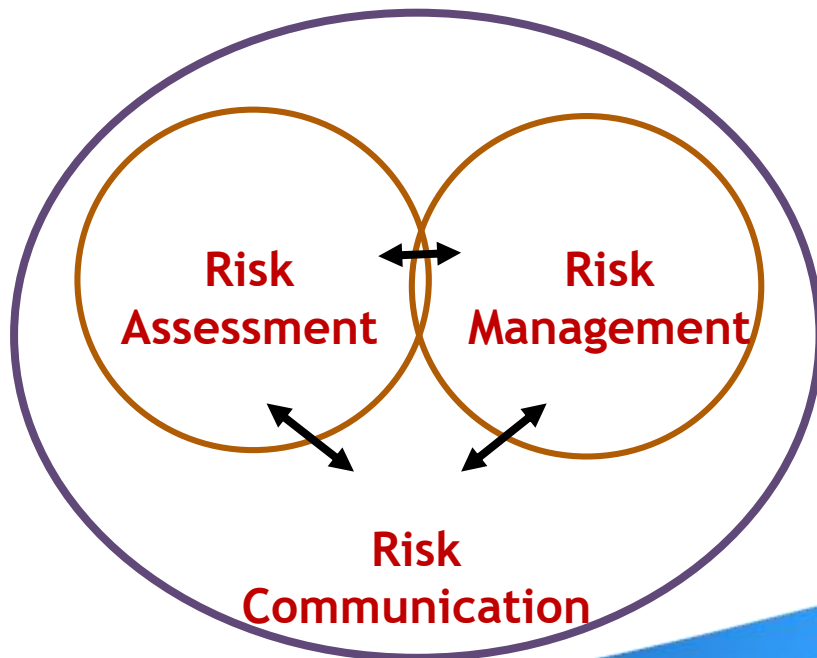 Risk
Assessment
Risk
Management
Risk
Communication